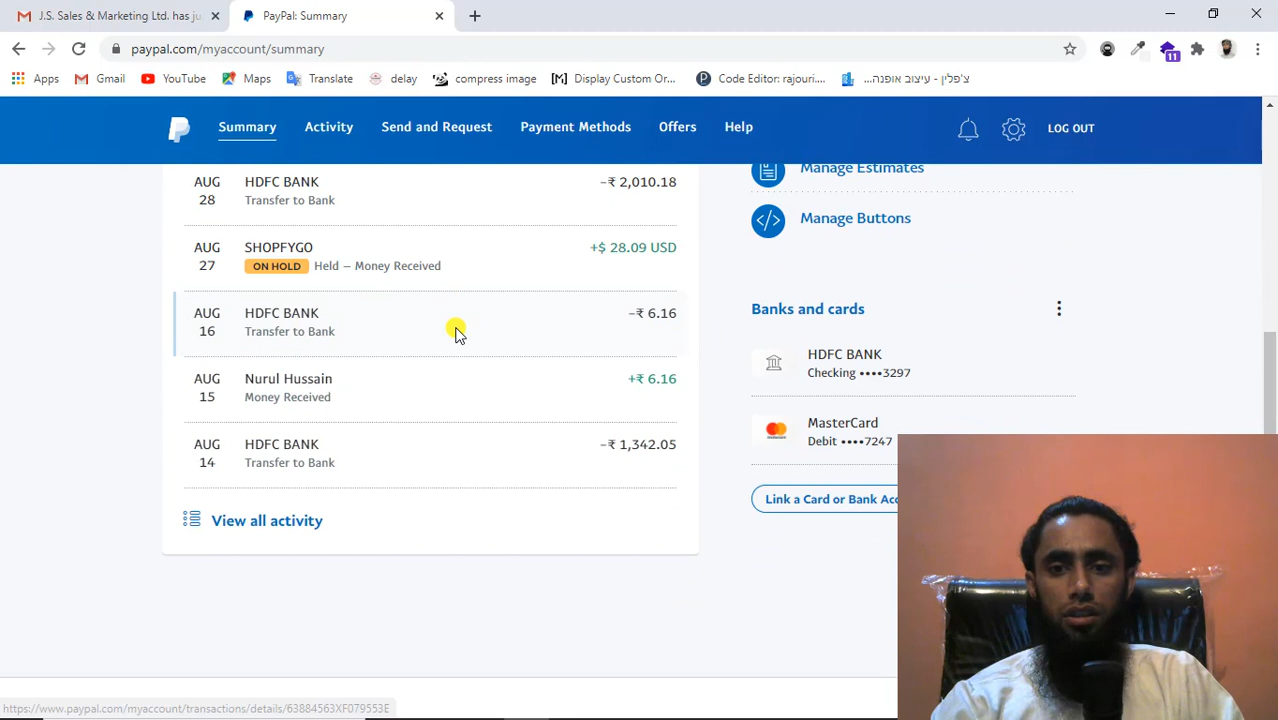 J.S. Sales & Marketing Ltd. has ju
PayPal: Summary
paypal.com/myaccount/summary
11
Apps
Gmail
YouTube
Maps
Translate
delay
compress image
Display Custom Or...
Code Editor: rajouri....
צ'פלין - עיצוב אופנה...
Summary
Activity
Send and Request
Payment Methods
Offers
Help
LOG OUT
AUG 28
HDFC BANK
−₹ 2,010.18
Transfer to Bank
AUG 27
SHOPFYGO
+$ 28.09 USD
ON HOLD Held – Money Received
AUG 16
HDFC BANK
−₹ 6.16
Transfer to Bank
AUG 15
Nurul Hussain
+₹ 6.16
Money Received
AUG 14
HDFC BANK
−₹ 1,342.05
Transfer to Bank
View all activity
Manage Estimates
Manage Buttons
Banks and cards
HDFC BANK
Checking ••••3297
MasterCard
Debit ••••7247
Link a Card or Bank Acc
https://www.paypal.com/myaccount/transactions/details/63884563XF079553E